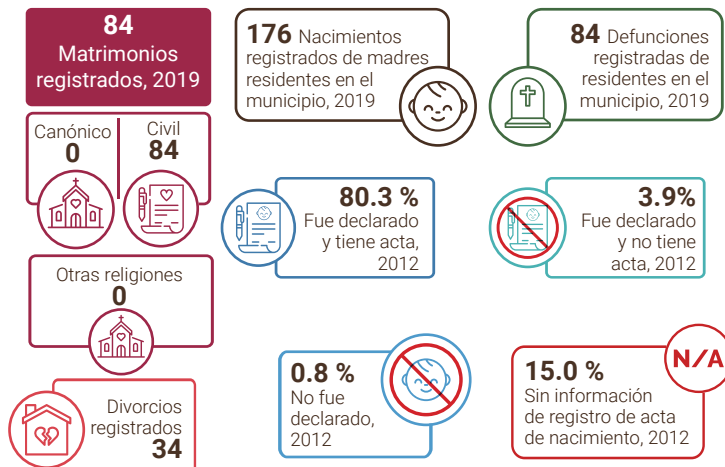 84
Matrimonios
registrados, 2019
Canónico
0
Civil
84
Otras religiones
0
Divorcios
registrados
34
176 Nacimientos
registrados de madres
residentes en el
municipio, 2019
84 Defunciones
registradas de
residentes en el
municipio, 2019
80.3 %
Fue declarado
y tiene acta,
2012
3.9%
Fue declarado
y no tiene
acta, 2012
0.8 %
No fue
declarado,
2012
N/A
15.0 %
Sin información
de registro de acta
de nacimiento, 2012